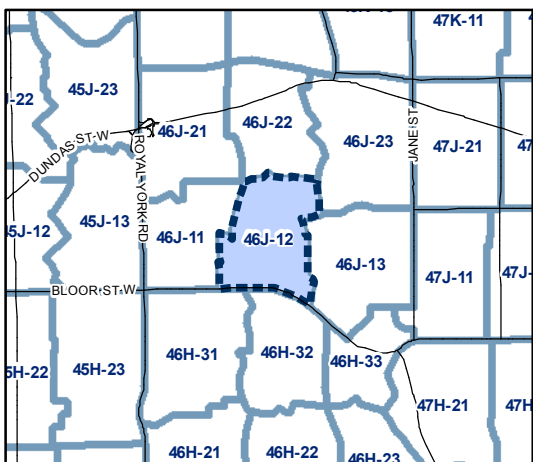 47K-11
45J-23
-22
46J-21
46J-22
46J-23
47J-21
47
DUNDAS ST W
ROYAL YORK RD
JANE ST
5J-12
45J-13
46J-11
46J-12
46J-13
47J-11
47J-
BLOOR ST W
5H-22
45H-23
46H-31
46H-32
46H-33
47H-21
47H
46H-21
46H-22
46H-23